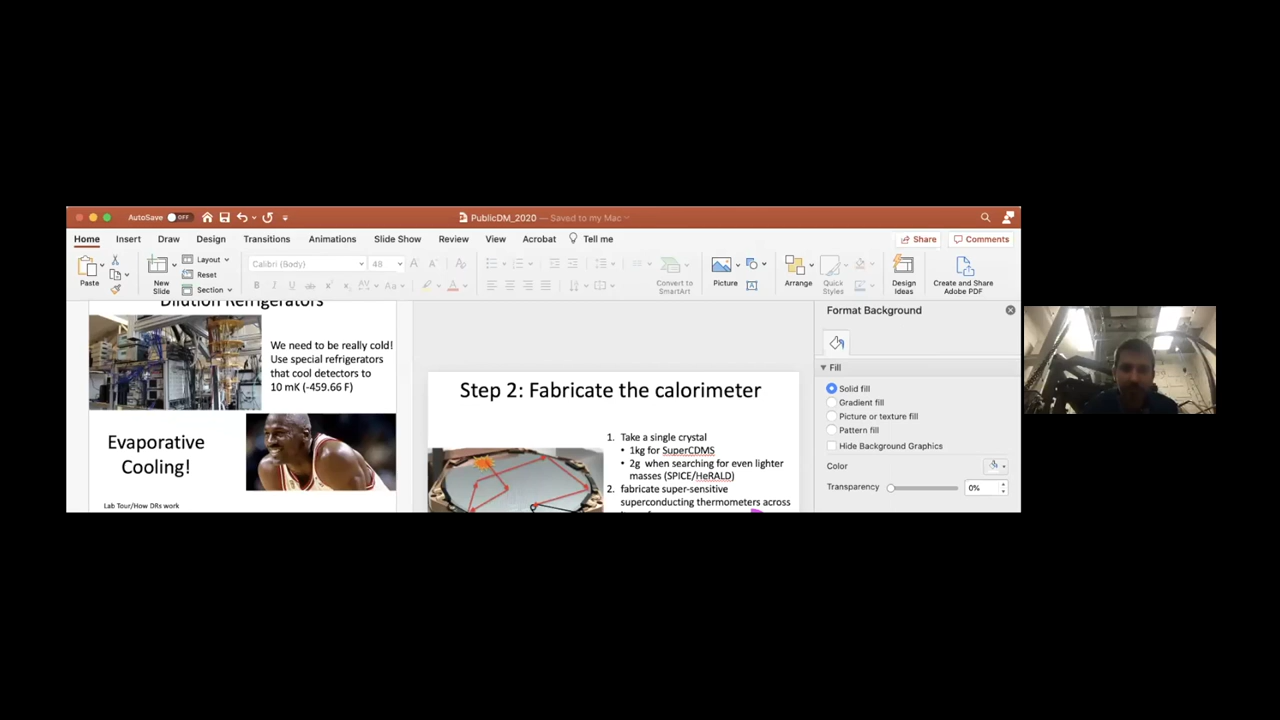 AutoSave OFF
PublicDM_2020 — Saved to my Mac
Home Insert Draw Design Transitions Animations Slide Show Review View Acrobat Tell me
Share Comments
Paste
New Slide
Layout
Reset
Section
Calibri (Body) 48
Convert to SmartArt
Picture
Arrange
Quick Styles
Design Ideas
Create and Share Adobe PDF
Dilution Refrigerators
We need to be really cold!
Use special refrigerators
that cool detectors to
10 mK (-459.66 F)
Evaporative
Cooling!
Lab Tour/How DRs work
Step 2: Fabricate the calorimeter
1. Take a single crystal
• 1kg for SuperCDMS
• 2g when searching for even lighter
masses (SPICE/HeRALD)
2. fabricate super-sensitive
superconducting thermometers across
Format Background
Fill
Solid fill
Gradient fill
Picture or texture fill
Pattern fill
Hide Background Graphics
Color
Transparency 0%